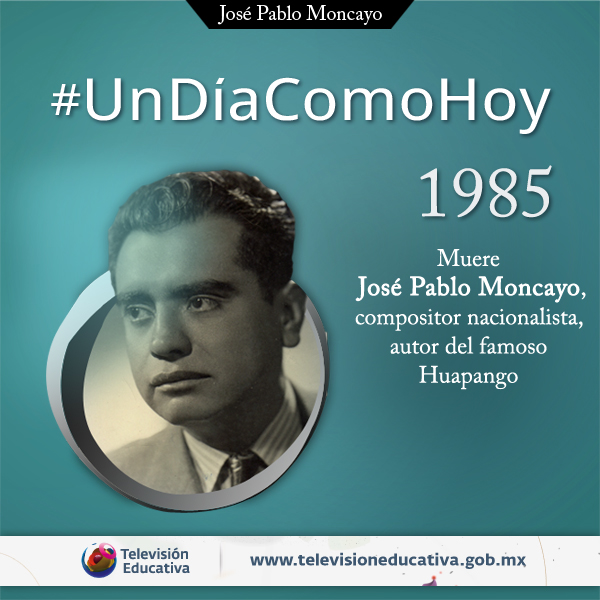 José Pablo Moncayo
#UnDíaComoHoy
1985
Muere
José Pablo Moncayo,
compositor nacionalista,
autor del famoso
Huapango
Televisión
Educativa
www.televisioneducativa.gob.mx